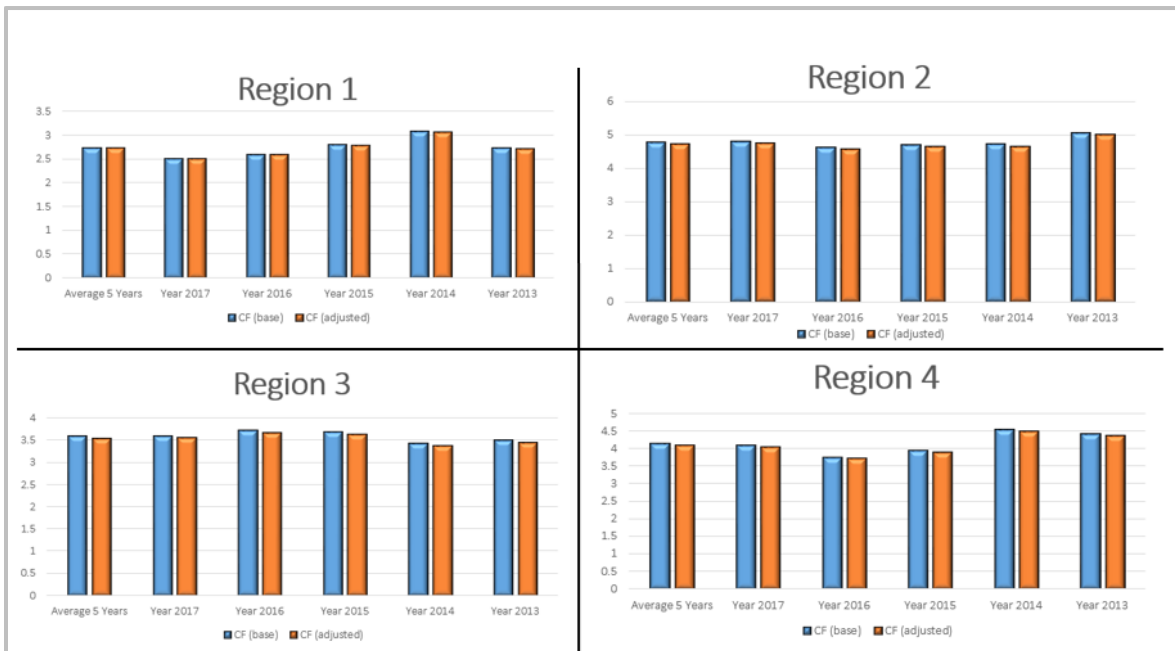 Region 1
3.5
3
2.5
2
1.5
1
0.5
0
Average 5 Years Year 2017 Year 2016 Year 2015 Year 2014 Year 2013
CF (base) CF (adjusted)
Region 2
6
5
4
3
2
1
0
Average 5 Years Year 2017 Year 2016 Year 2015 Year 2014 Year 2013
CF (base) CF (adjusted)
Region 3
4
3.5
3
2.5
2
1.5
1
0.5
0
Average 5 Years Year 2017 Year 2016 Year 2015 Year 2014 Year 2013
CF (base) CF (adjusted)
Region 4
5
4.5
4
3.5
3
2.5
2
1.5
1
0.5
0
Average 5 Years Year 2017 Year 2016 Year 2015 Year 2014 Year 2013
CF (base) CF (adjusted)